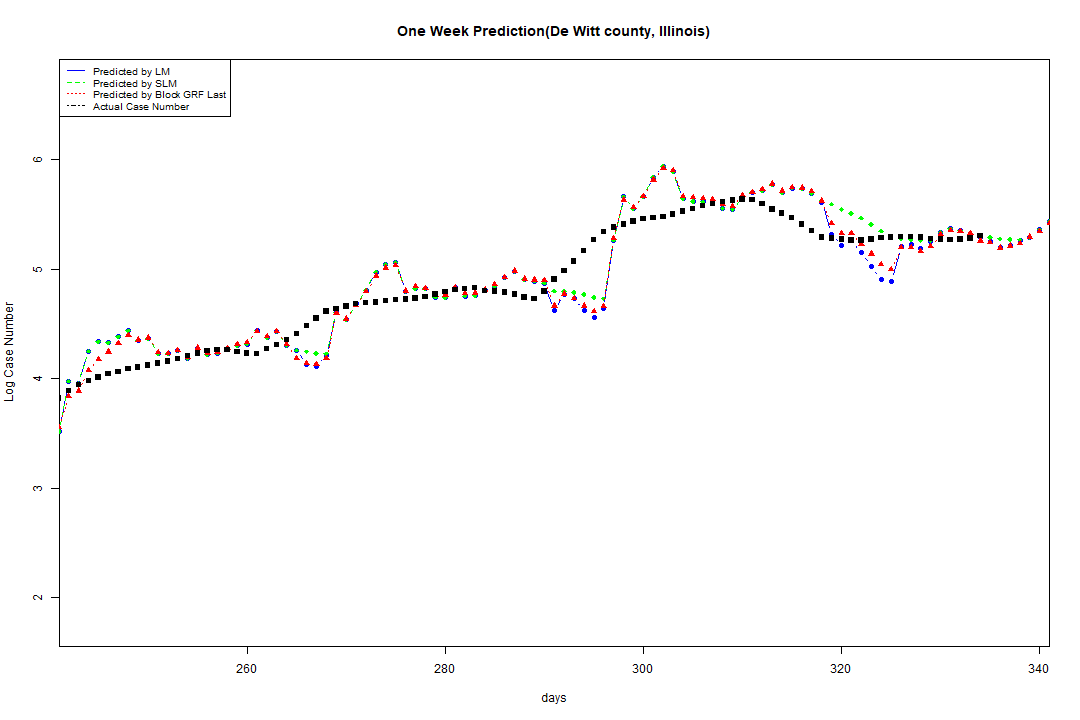 One Week Prediction(De Witt county, Illinois)
Predicted by LM
Predicted by SLM
Predicted by Block GRF Last
Actual Case Number
Log Case Number
6
5
4
3
2
260 280 300 320 340
days